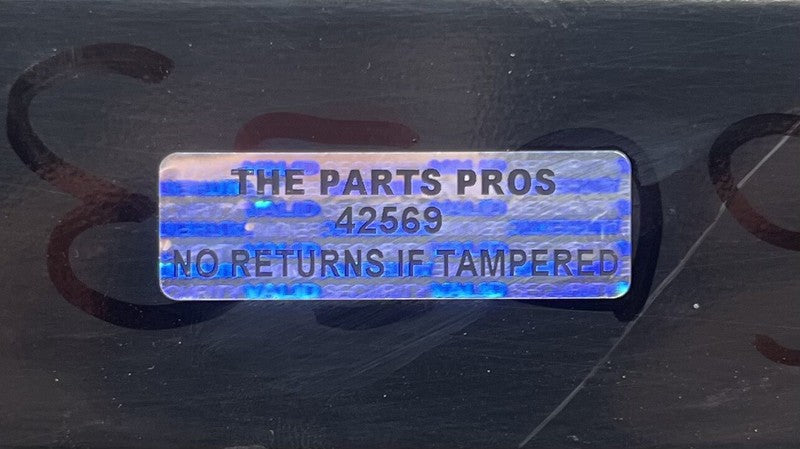 THE PARTS PROS
42569
NO RETURNS IF TAMPERED